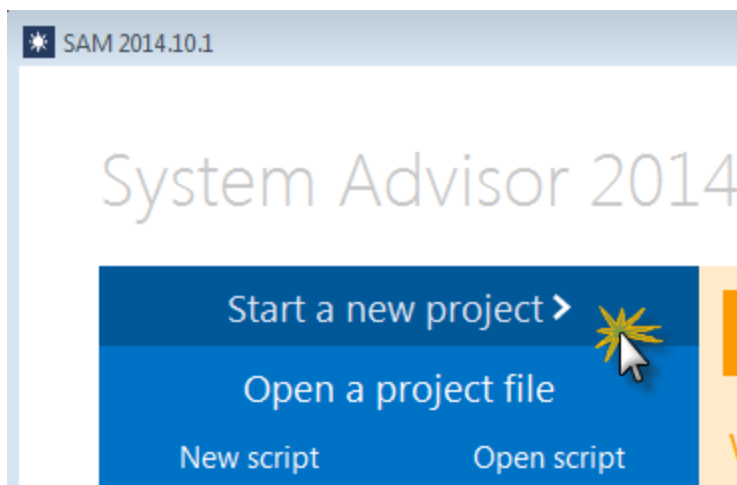 SAM 2014.10.1
System Advisor 2014
Start a new project >
Open a project file
New script Open script